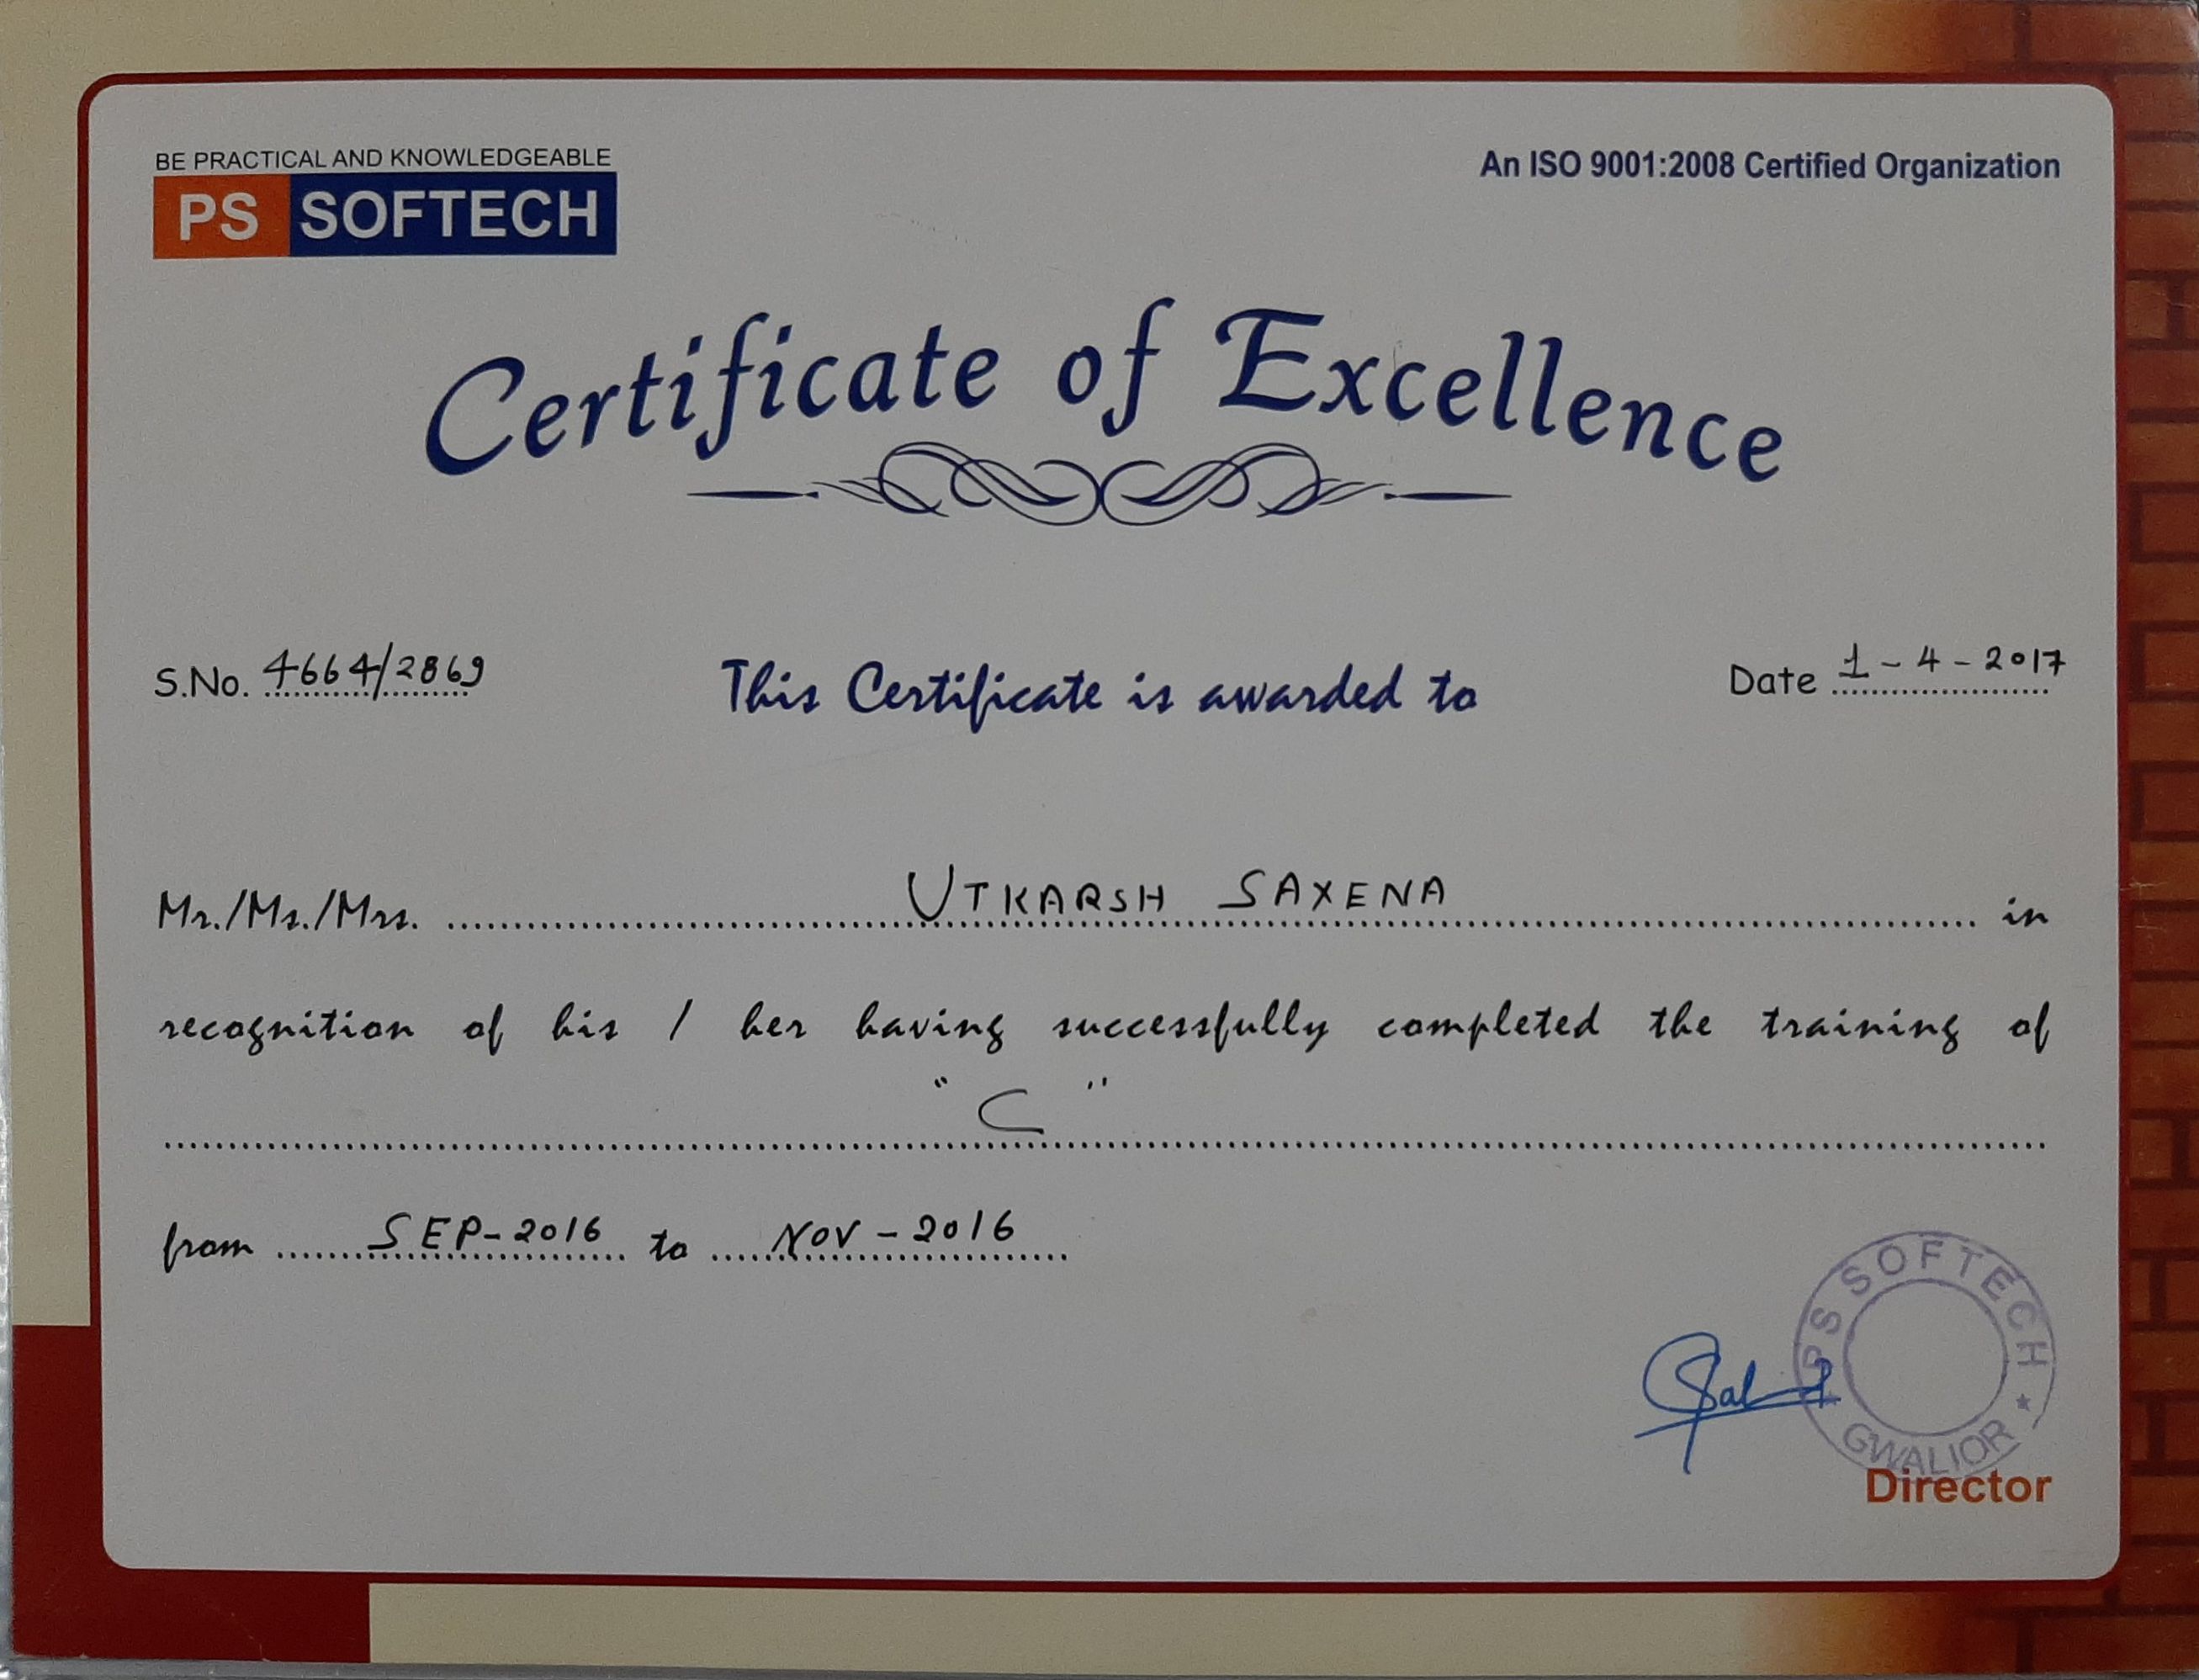 BE PRACTICAL AND KNOWLEDGEABLE
PS SOFTECH
An ISO 9001:2008 Certified Organization
Certificate of Excellence
S.No. 4664/2869
This Certificate is awarded to
Date 1-4-2017
Mr./Ms./Mrs. UTKARSH SAXENA in
recognition of his / her having successfully completed the training of
"C"
from SEP-2016 to NOV-2016
PS SOFTECH
★ GWALIOR ★
Director